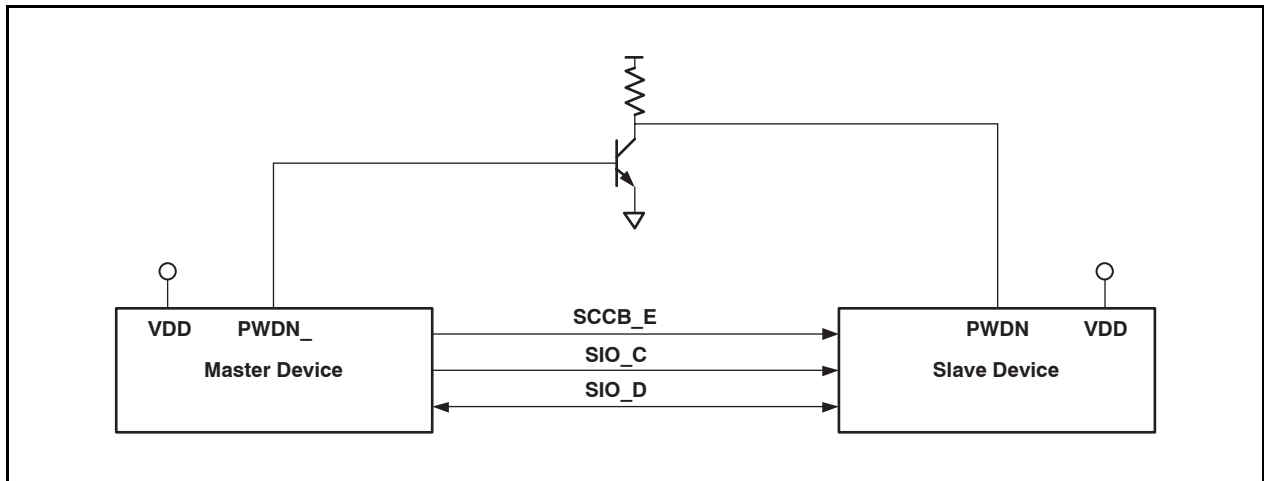 SCCB_E
VDD PWDN_
PWDN VDD
SIO_C
Master Device
Slave Device
SIO_D